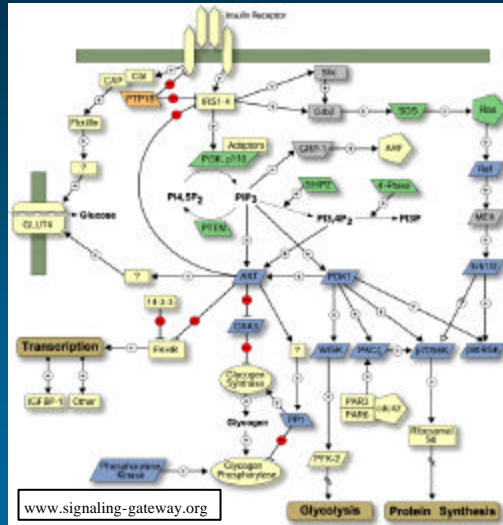 Insulin Receptor
CAP
Cbl
PTP1B
IRS1-4
Shc
Grb2
SOS
Ras
Flotillin
?
Adaptors
PI3K p110
GRP-1
ARF
Raf
PI4,5P2
PIP3
SHIP2
4-Ptase
MEK
Glucose
GLUT4
PTEN
PI3,4P2
PI3P
?
AKT
PDK1
14-3-3
GSK3
Transcription
FKHR
?
p70S6K
Glycogen
Synthase
IGFBP-1
Other
PP1
PAR3
PAR6
cdc42
Glycogen
Ribosomal
S6
Phosphorylase
Kinase
Glycogen
Phosphorylase
PFK-2
www.signaling-gateway.org
Glycolysis
Protein Synthesis